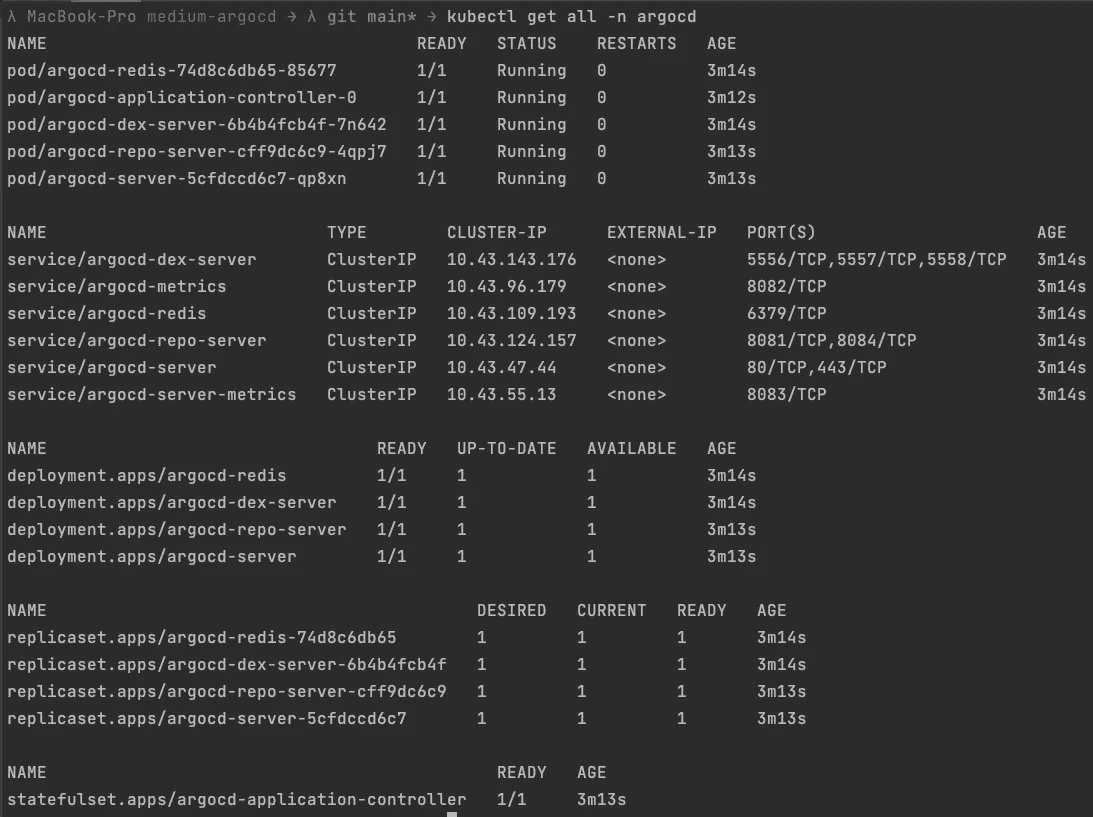 λ MacBook-Pro medium-argocd → λ git main* → kubectl get all -n argocd
NAME                                     READY   STATUS    RESTARTS   AGE
pod/argocd-redis-74d8c6db65-85677        1/1     Running   0          3m14s
pod/argocd-application-controller-0      1/1     Running   0          3m12s
pod/argocd-dex-server-6b4b4fcb4f-7n642   1/1     Running   0          3m14s
pod/argocd-repo-server-cff9dc6c9-4qpj7   1/1     Running   0          3m13s
pod/argocd-server-5cfdccd6c7-qp8xn       1/1     Running   0          3m13s

NAME                            TYPE        CLUSTER-IP      EXTERNAL-IP   PORT(S)                      AGE
service/argocd-dex-server       ClusterIP   10.43.143.176   <none>        5556/TCP,5557/TCP,5558/TCP   3m14s
service/argocd-metrics          ClusterIP   10.43.96.179    <none>        8082/TCP                     3m14s
service/argocd-redis            ClusterIP   10.43.109.193   <none>        6379/TCP                     3m14s
service/argocd-repo-server      ClusterIP   10.43.124.157   <none>        8081/TCP,8084/TCP            3m14s
service/argocd-server           ClusterIP   10.43.47.44     <none>        80/TCP,443/TCP               3m14s
service/argocd-server-metrics   ClusterIP   10.43.55.13     <none>        8083/TCP                     3m14s

NAME                                 READY   UP-TO-DATE   AVAILABLE   AGE
deployment.apps/argocd-redis         1/1     1            1           3m14s
deployment.apps/argocd-dex-server    1/1     1            1           3m14s
deployment.apps/argocd-repo-server   1/1     1            1           3m13s
deployment.apps/argocd-server        1/1     1            1           3m13s

NAME                                           DESIRED   CURRENT   READY   AGE
replicaset.apps/argocd-redis-74d8c6db65        1         1         1       3m14s
replicaset.apps/argocd-dex-server-6b4b4fcb4f   1         1         1       3m14s
replicaset.apps/argocd-repo-server-cff9dc6c9   1         1         1       3m13s
replicaset.apps/argocd-server-5cfdccd6c7       1         1         1       3m13s

NAME                                             READY   AGE
statefulset.apps/argocd-application-controller   1/1     3m13s